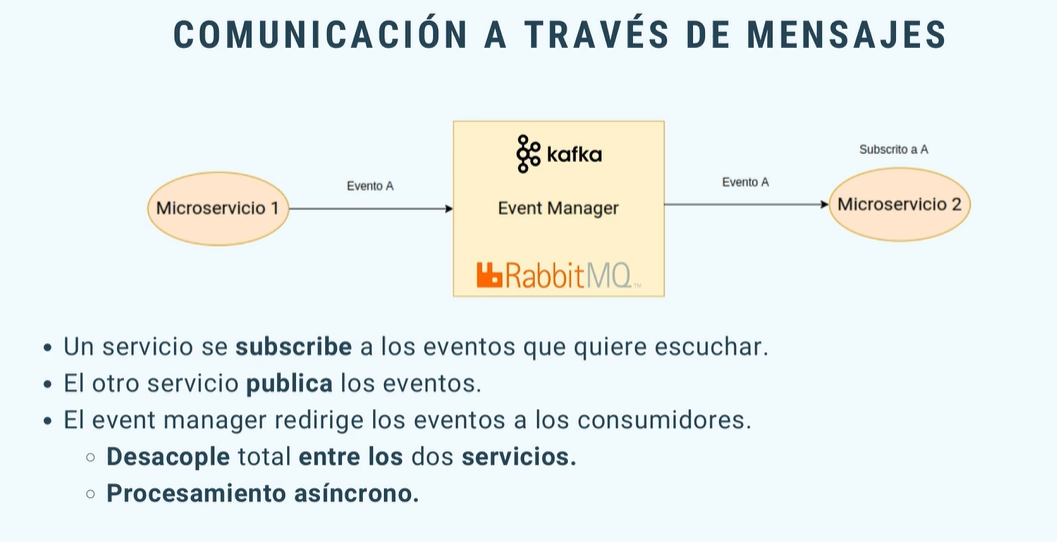 COMUNICACIÓN A TRAVÉS DE MENSAJES
kafka
Subscrito a A
Evento A
Evento A
Microservicio 1
Event Manager
Microservicio 2
RabbitMQ™
• Un servicio se subscribe a los eventos que quiere escuchar.
• El otro servicio publica los eventos.
• El event manager redirige los eventos a los consumidores.
○ Desacople total entre los dos servicios.
○ Procesamiento asíncrono.